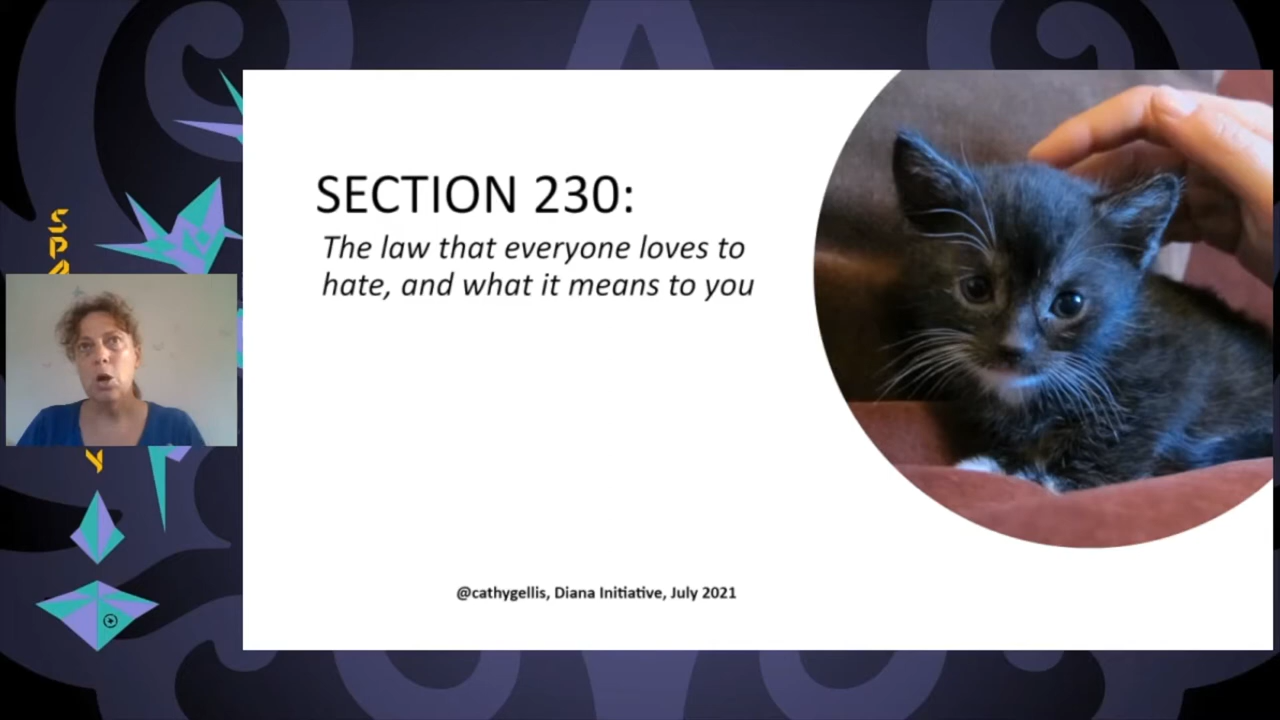 SECTION 230:
The law that everyone loves to
hate, and what it means to you
@cathygellis, Diana Initiative, July 2021